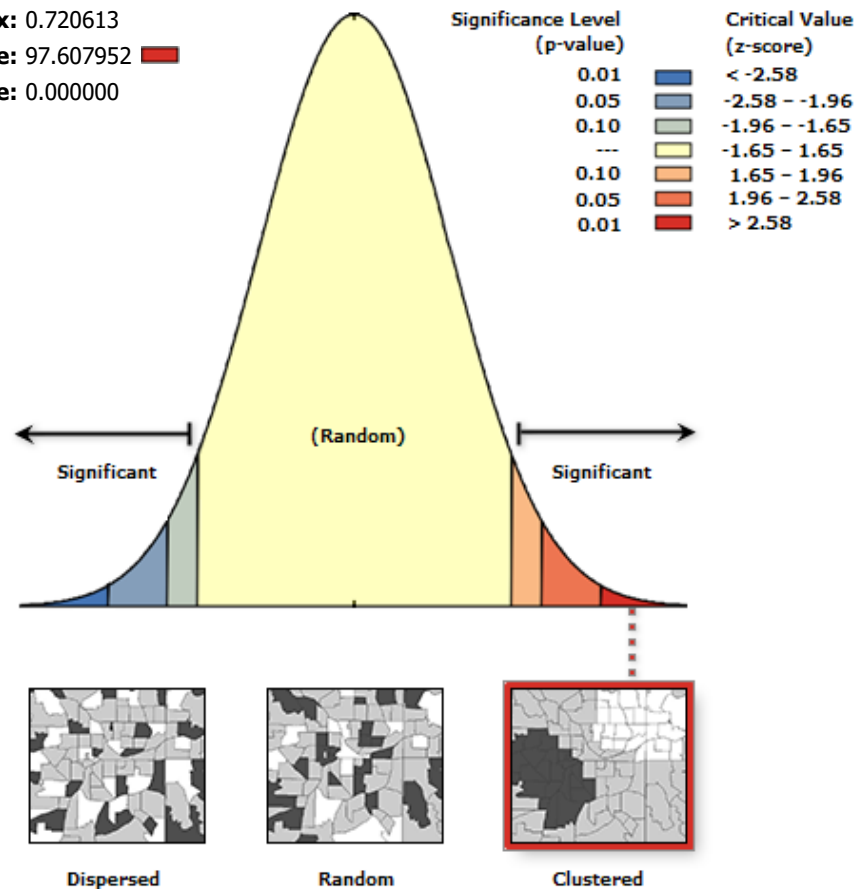 x: 0.720613
e: 97.607952
e: 0.000000
Significance Level
(p-value)
Critical Value
(z-score)
0.01 < -2.58
0.05 -2.58 – -1.96
0.10 -1.96 – -1.65
--- -1.65 – 1.65
0.10 1.65 – 1.96
0.05 1.96 – 2.58
0.01 > 2.58
(Random)
Significant
Significant
Dispersed
Random
Clustered